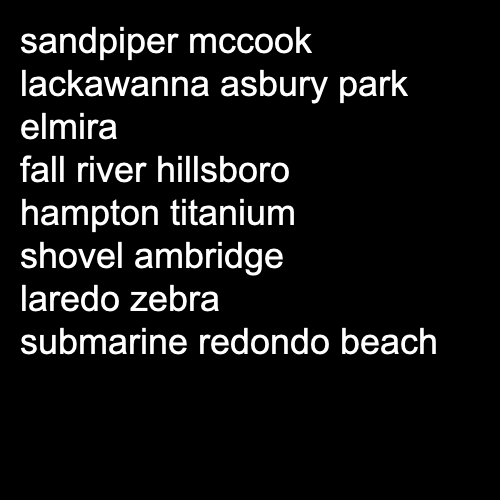 sandpiper mccook
lackawanna asbury park
elmira
fall river hillsboro
hampton titanium
shovel ambridge
laredo zebra
submarine redondo beach